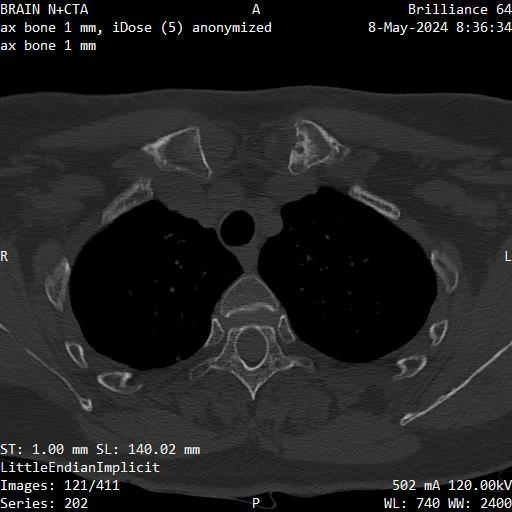 BRAIN N+CTA
A
Brilliance 64
ax bone 1 mm, iDose (5) anonymized
8-May-2024 8:36:34
ax bone 1 mm
R
L
ST: 1.00 mm SL: 140.02 mm
LittleEndianImplicit
Images: 121/411
502 mA 120.00kV
Series: 202
P
WL: 740 WW: 2400